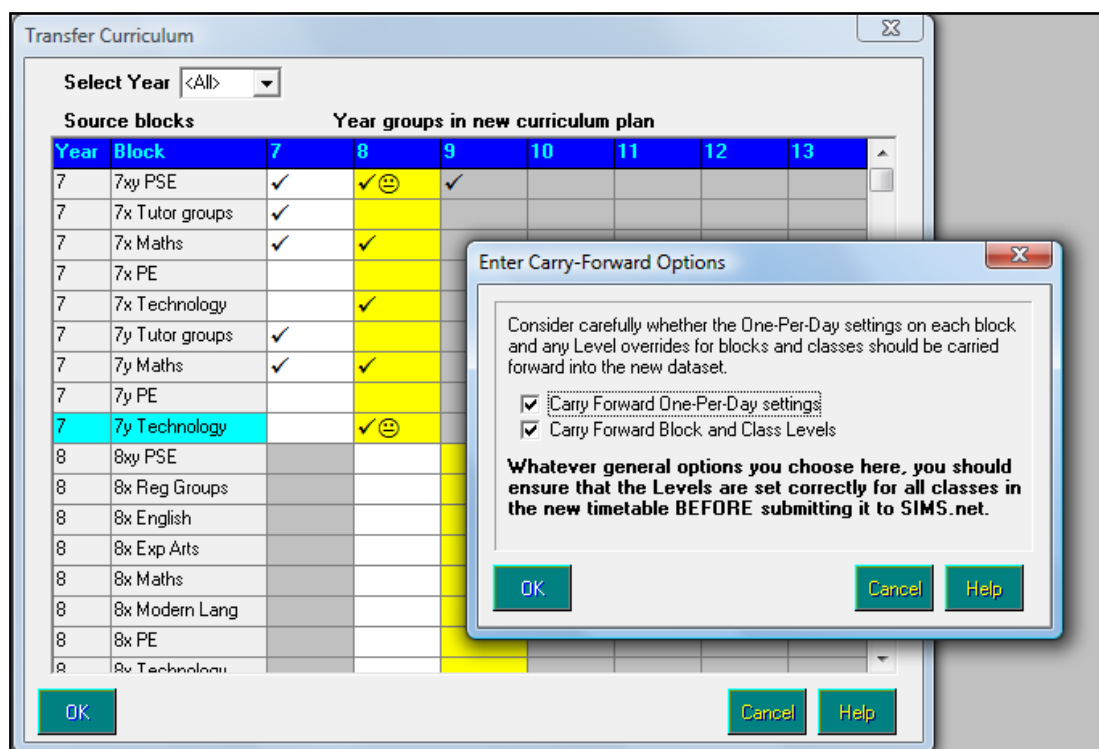 Transfer Curriculum
Select Year <All>
Source blocks Year groups in new curriculum plan
Year Block 7 8 9 10 11 12 13
7 7xy PSE ✓ ✓😐 ✓
7 7x Tutor groups ✓
7 7x Maths ✓ ✓
7 7x PE
7 7x Technology ✓
7 7y Tutor groups ✓
7 7y Maths ✓ ✓
7 7y PE
7 7y Technology ✓😐
8 8xy PSE
8 8x Reg Groups
8 8x English
8 8x Exp Arts
8 8x Maths
8 8x Modern Lang
8 8x PE
8 8x Technology
OK Cancel Help
Enter Carry-Forward Options
Consider carefully whether the One-Per-Day settings on each block
and any Level overrides for blocks and classes should be carried
forward into the new dataset.
Carry Forward One-Per-Day settings
Carry Forward Block and Class Levels
Whatever general options you choose here, you should
ensure that the Levels are set correctly for all classes in
the new timetable BEFORE submitting it to SIMS.net.
OK Cancel Help